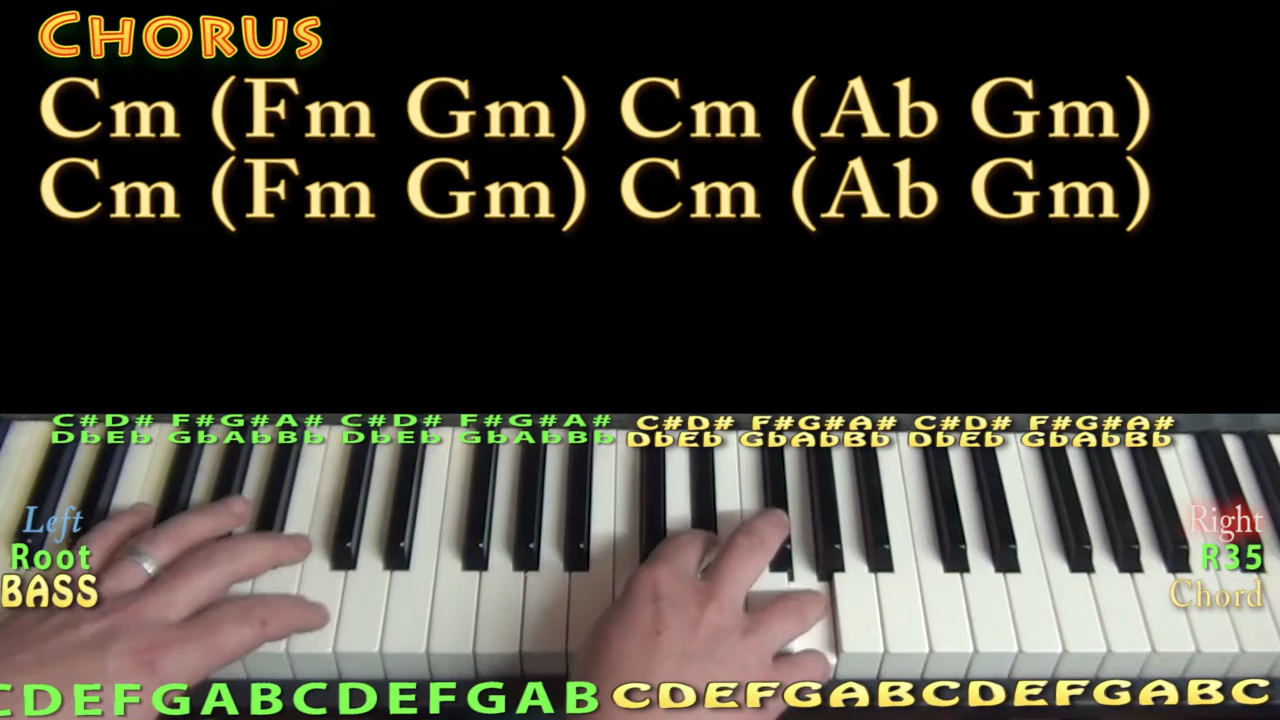 CHORUS
Cm (Fm Gm) Cm (Ab Gm)
Cm (Fm Gm) Cm (Ab Gm)
C#D# F#G#A# C#D# F#G#A# C#D# F#G#A# C#D# F#G#A#
DbEb GbAbBb DbEb GbAbBb DbEb GbAbBb DbEb GbAbBb
Left
Root
BASS
Right
R35
Chord
CDEFGABCDEFGAB CDEFGABCDEFGABC